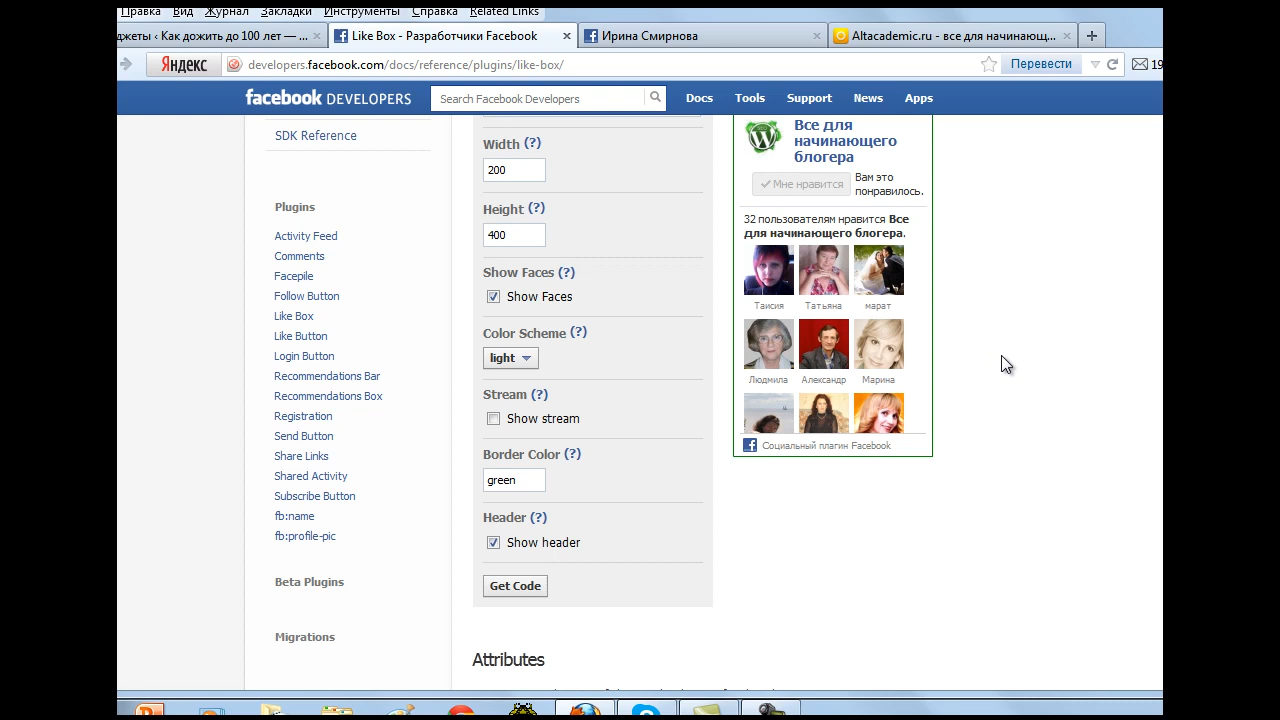 Правка Вид Журнал Закладки Инструменты Справка Related Links
джеты ‹ Как дожить до 100 лет — ...
Like Box - Разработчики Facebook
Ирина Смирнова
Altacademic.ru - все для начинающ...
Яндекс
developers.facebook.com/docs/reference/plugins/like-box/
Перевести
19
facebook DEVELOPERS
Search Facebook Developers
Docs Tools Support News Apps
SDK Reference
Plugins
Activity Feed
Comments
Facepile
Follow Button
Like Box
Like Button
Login Button
Recommendations Bar
Recommendations Box
Registration
Send Button
Share Links
Shared Activity
Subscribe Button
fb:name
fb:profile-pic
Beta Plugins
Migrations
Width (?)
200
Height (?)
400
Show Faces (?)
Show Faces
Color Scheme (?)
light
Stream (?)
Show stream
Border Color (?)
green
Header (?)
Show header
Get Code
Attributes
Все для
начинающего
блогера
Мне нравится
Вам это
понравилось.
32 пользователям нравится Все
для начинающего блогера.
Таисия Татьяна марат
Людмила Александр Марина
Социальный плагин Facebook